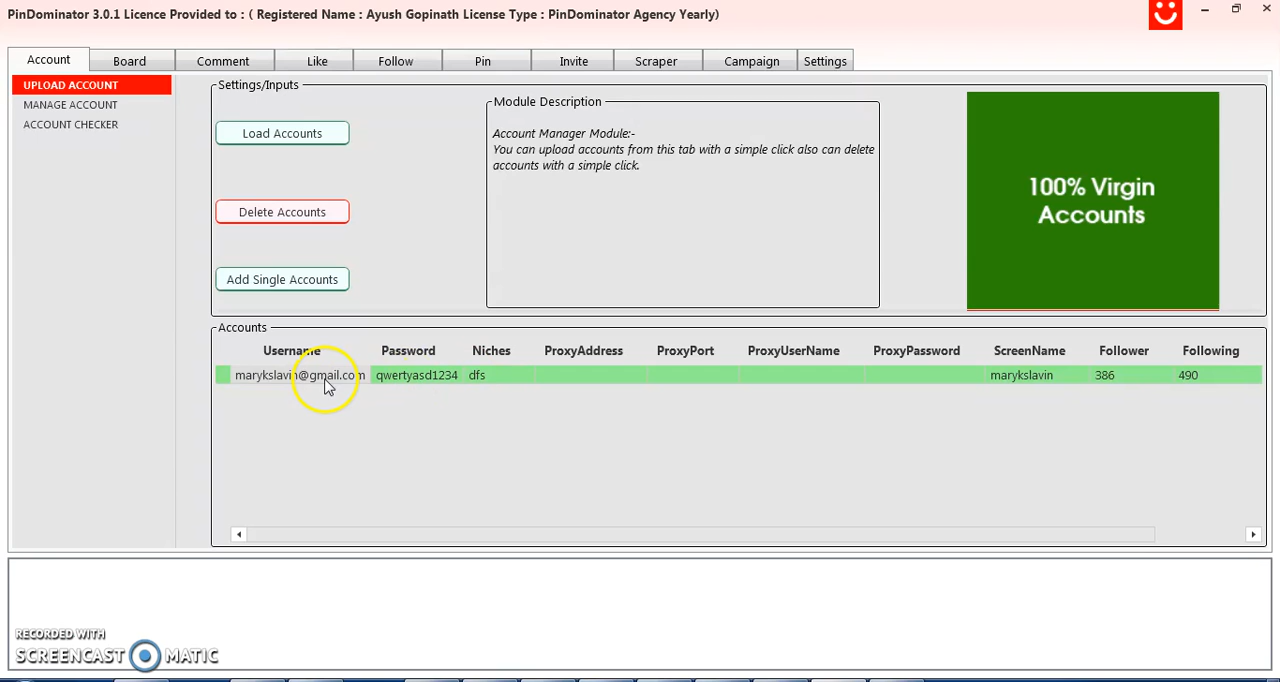 PinDominator 3.0.1 Licence Provided to : ( Registered Name : Ayush Gopinath License Type : PinDominator Agency Yearly)
Account Board Comment Like Follow Pin Invite Scraper Campaign Settings
UPLOAD ACCOUNT
MANAGE ACCOUNT
ACCOUNT CHECKER
Settings/Inputs
Load Accounts
Delete Accounts
Add Single Accounts
Module Description
Account Manager Module:-
You can upload accounts from this tab with a simple click also can delete
accounts with a simple click.
100% Virgin
Accounts
Accounts
Username Password Niches ProxyAddress ProxyPort ProxyUserName ProxyPassword ScreenName Follower Following
marykslavin@gmail.com qwertyasd1234 dfs marykslavin 386 490
RECORDED WITH
SCREENCAST MATIC